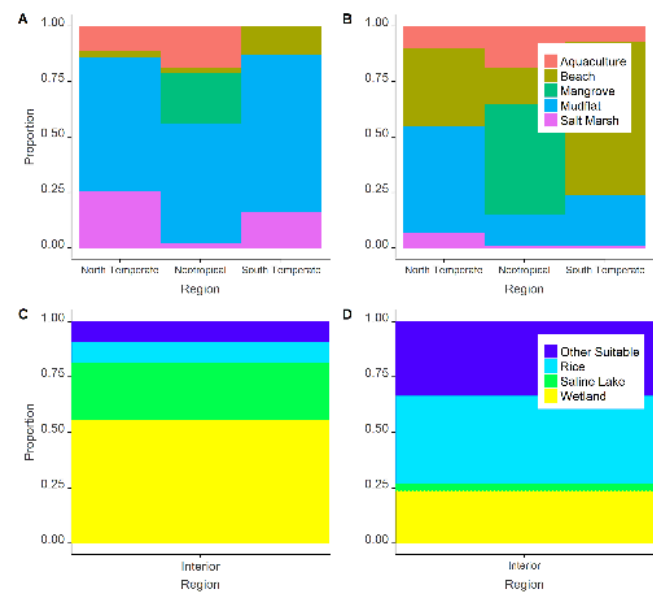 A
1.00
0.75
0.50
0.25
0.00
Proportion
North Temperate
Neotropical
South Temperate
Region
B
1.00
0.75
0.50
0.25
0.00
Aquaculture
Beach
Mangrove
Mudflat
Salt Marsh
North Temperate
Neotropical
South Temperate
Region
C
1.00
0.75
0.50
0.25
0.00
Proportion
Interior
Region
D
1.00
0.75
0.50
0.25
0.00
Other Suitable
Rice
Saline Lake
Wetland
Interior
Region